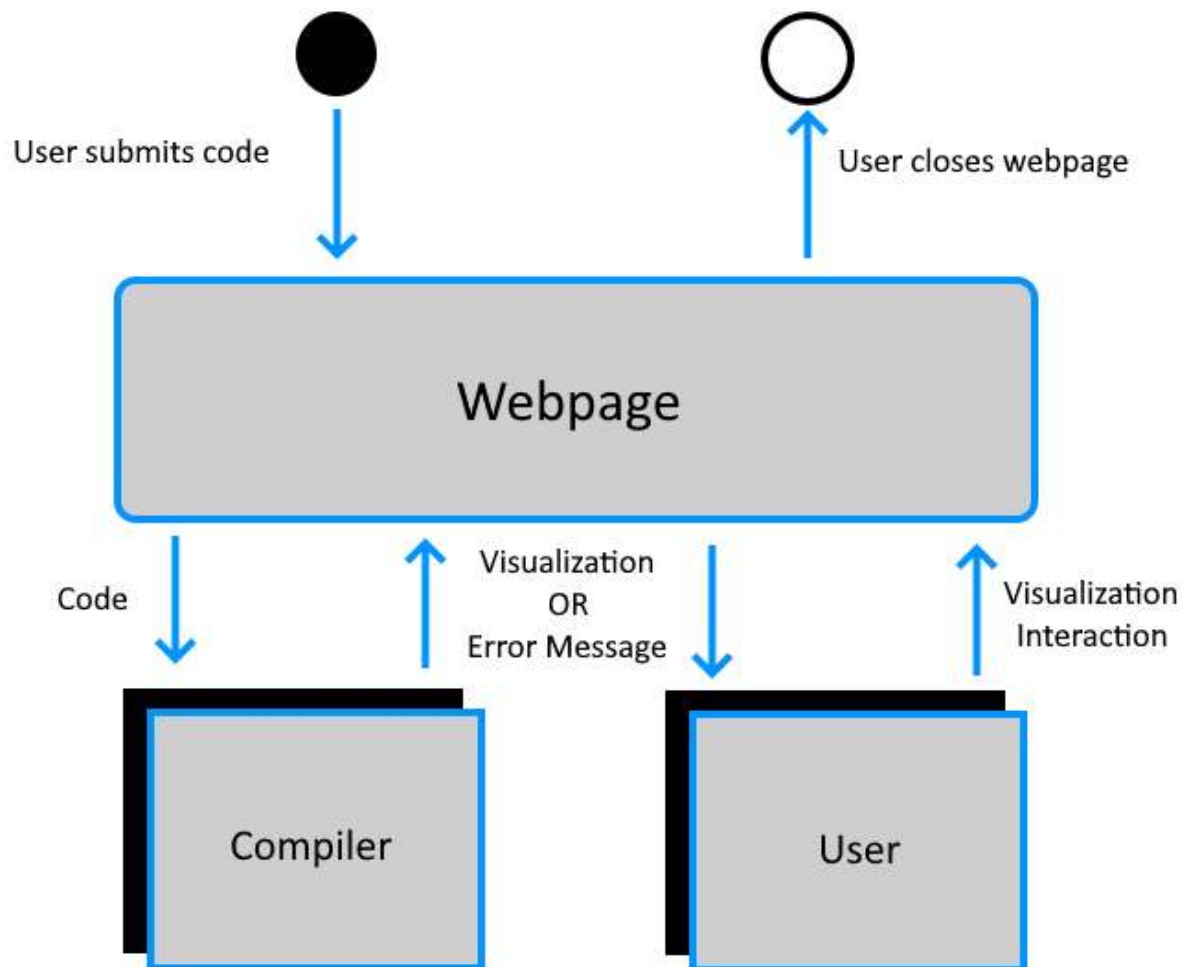 User submits code
User closes webpage
Webpage
Code
Visualization
OR
Error Message
Visualization
Interaction
Compiler
User